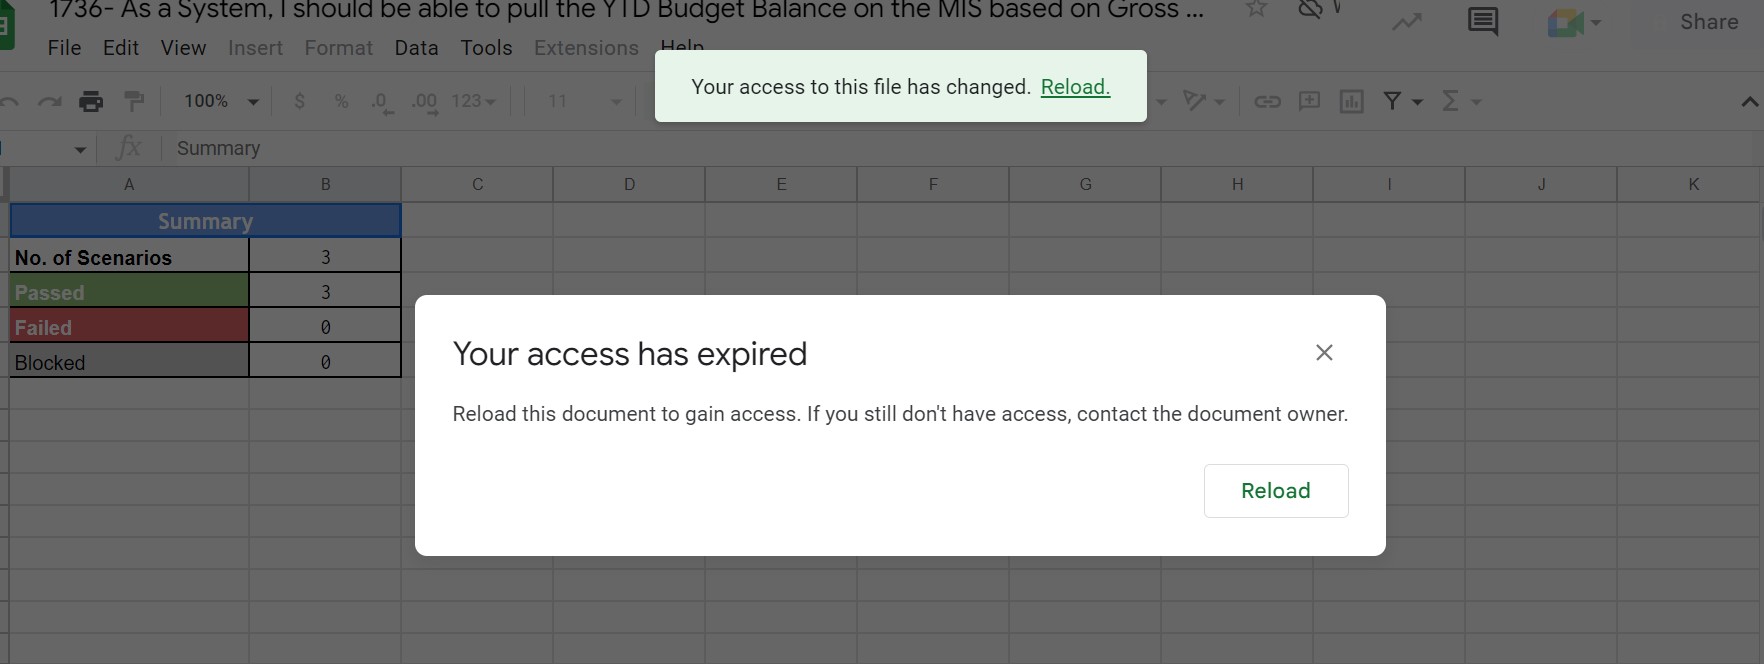 1736- As a System, I should be able to pull the YTD Budget Balance on the MIS based on Gross ...
Share
File Edit View Insert Format Data Tools Extensions Help
Your access to this file has changed. Reload.
100% $ % .0 .00 123 11
Summary
A B C D E F G H I J K
Summary
No. of Scenarios 3
Passed 3
Failed 0
Blocked 0
Your access has expired
Reload this document to gain access. If you still don't have access, contact the document owner.
Reload